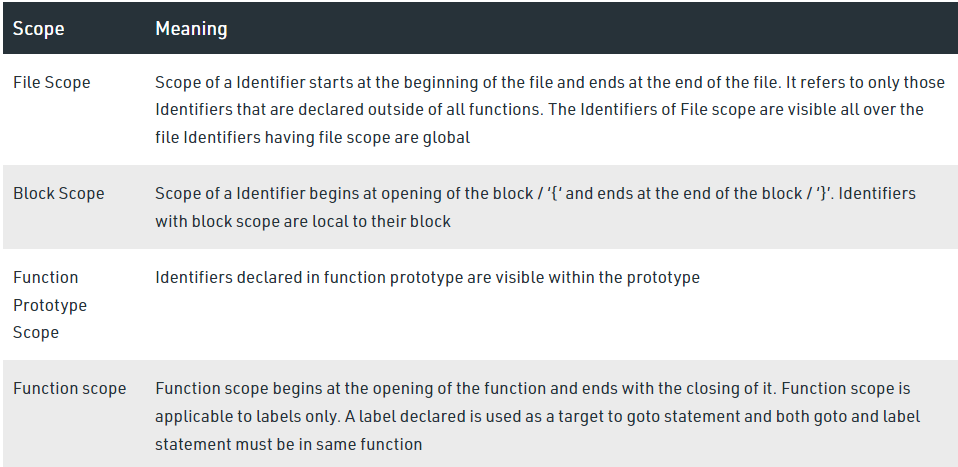 Scope Meaning
File Scope Scope of a Identifier starts at the beginning of the file and ends at the end of the file. It refers to only those
Identifiers that are declared outside of all functions. The Identifiers of File scope are visible all over the
file Identifiers having file scope are global
Block Scope Scope of a Identifier begins at opening of the block / ‘{‘ and ends at the end of the block / ‘}’. Identifiers
with block scope are local to their block
Function
Prototype
Scope
Identifiers declared in function prototype are visible within the prototype
Function scope Function scope begins at the opening of the function and ends with the closing of it. Function scope is
applicable to labels only. A label declared is used as a target to goto statement and both goto and label
statement must be in same function